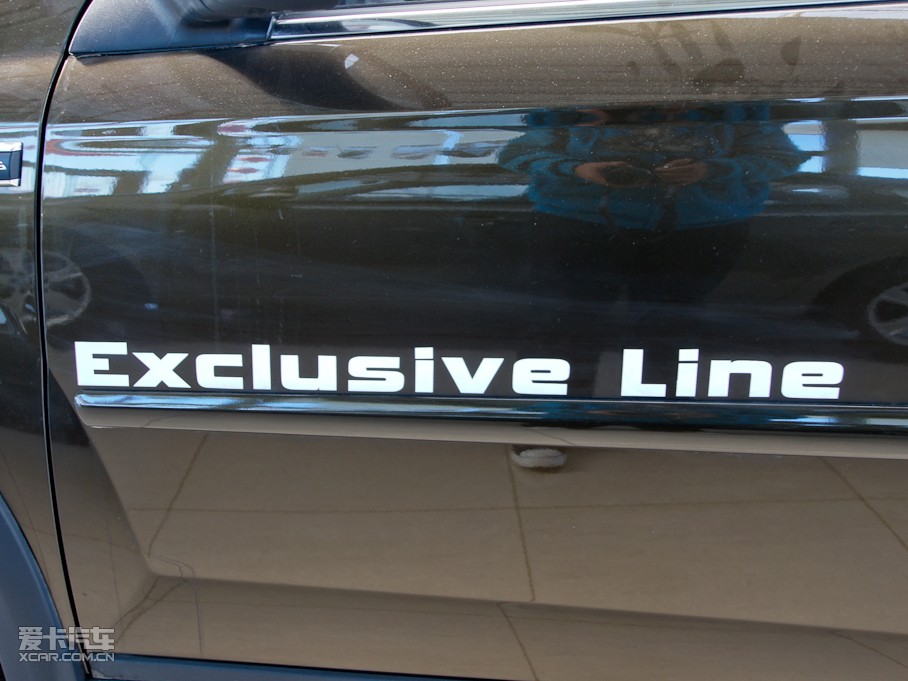 Exclusive Line
爱卡汽车
XCAR.COM.CN